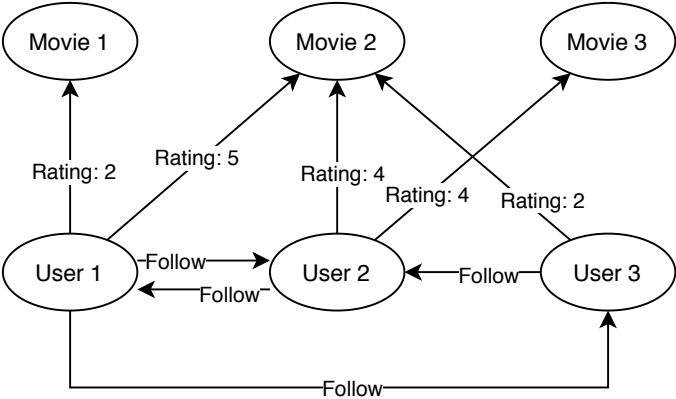 Movie 1
Movie 2
Movie 3
Rating: 2
Rating: 5
Rating: 4
Rating: 4
Rating: 2
User 1
Follow
Follow
User 2
Follow
User 3
Follow